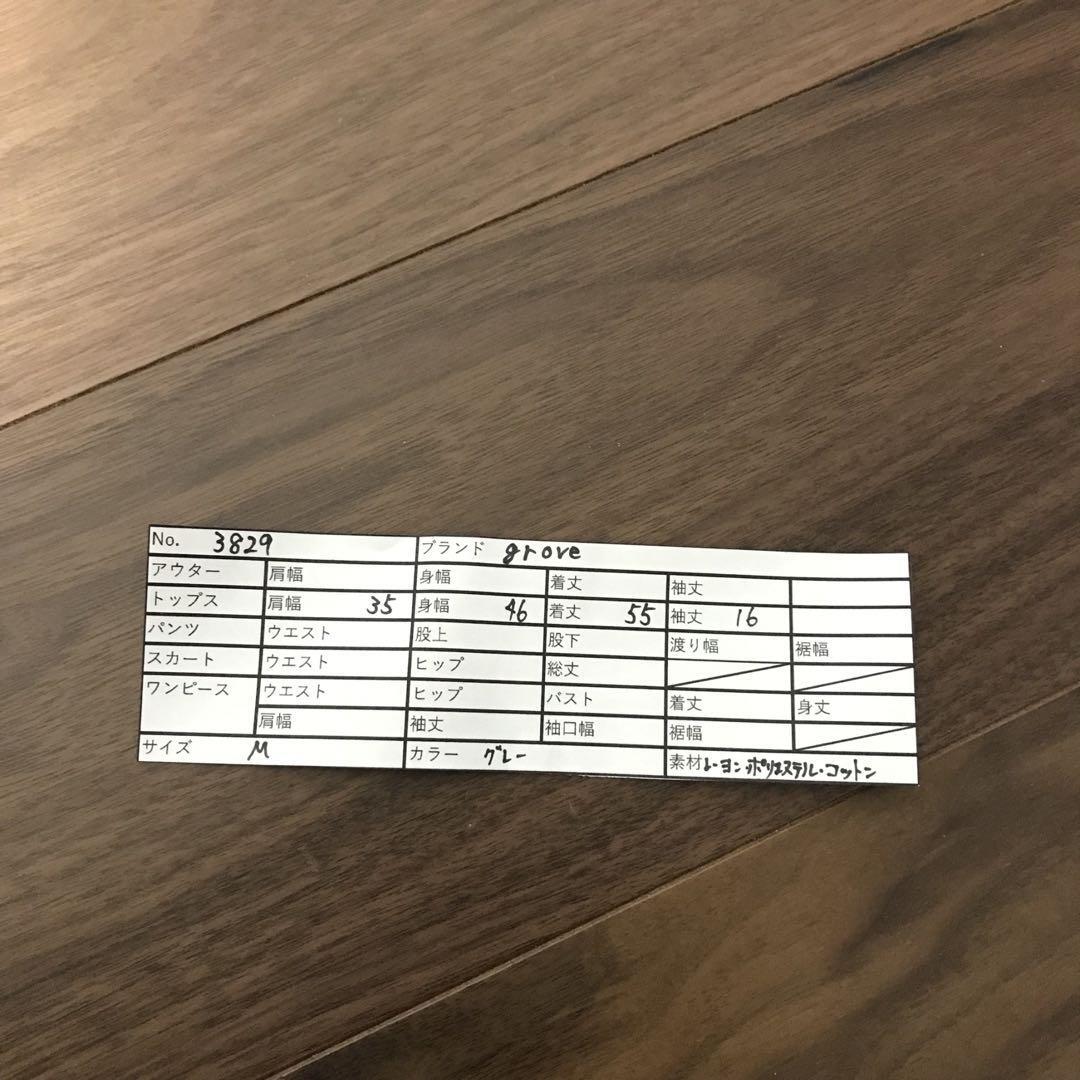 No. 3829 ブランド grove
アウター 肩幅 身幅 着丈 袖丈
トップス 肩幅 35 身幅 46 着丈 55 袖丈 16
パンツ ウエスト 股上 股下 渡り幅 裾幅
スカート ウエスト ヒップ 総丈
ワンピース ウエスト ヒップ バスト 着丈 身丈
肩幅 袖丈 袖口幅 裾幅
サイズ M カラー グレー 素材 レーヨン.ポリエステル・コットン